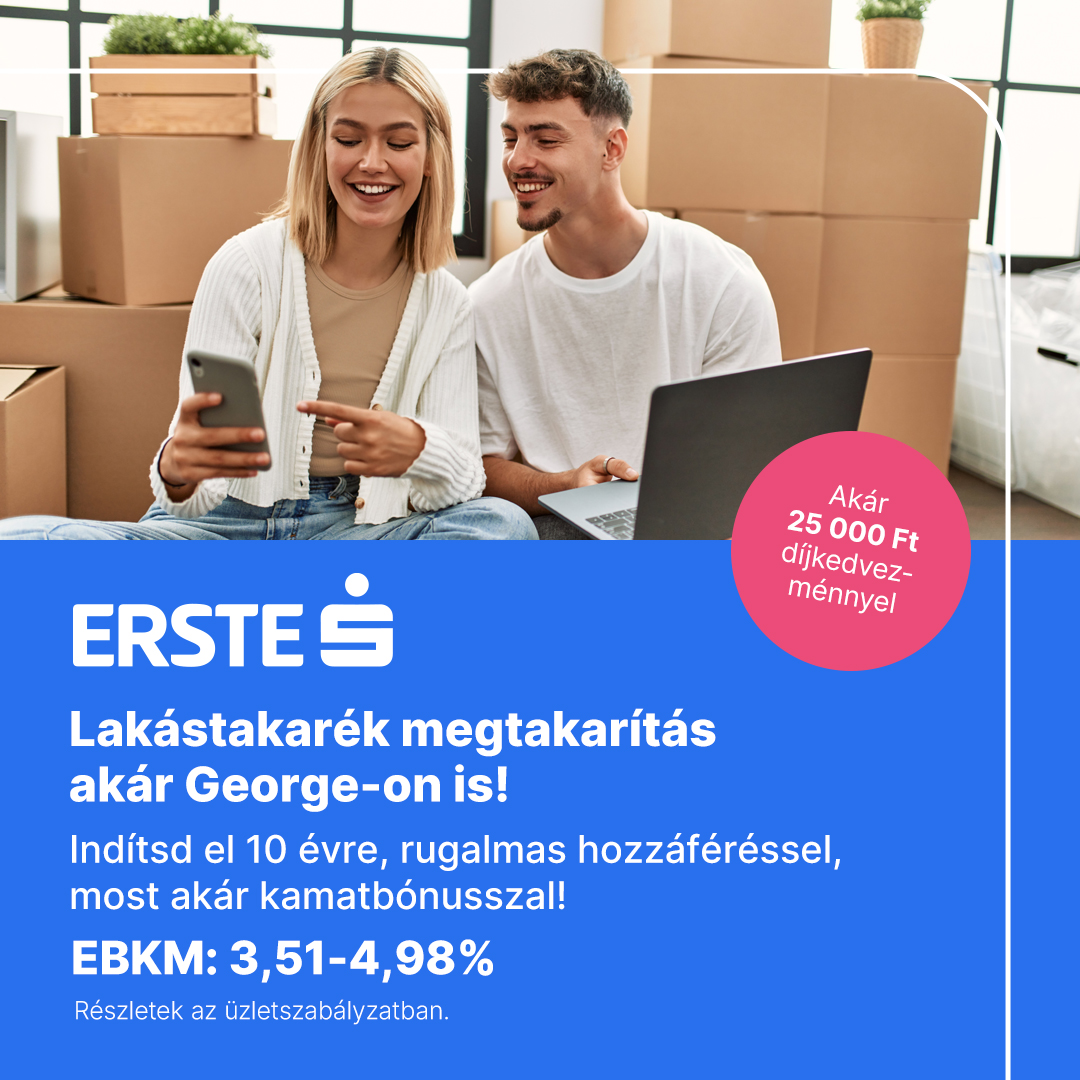 Akár
25 000 Ft
díjkedvez-
ménnyel
ERSTE
Lakástakarék megtakarítás
akár George-on is!
Indítsd el 10 évre, rugalmas hozzáféréssel,
most akár kamatbónusszal!
EBKM: 3,51-4,98%
Részletek az üzletszabályzatban.